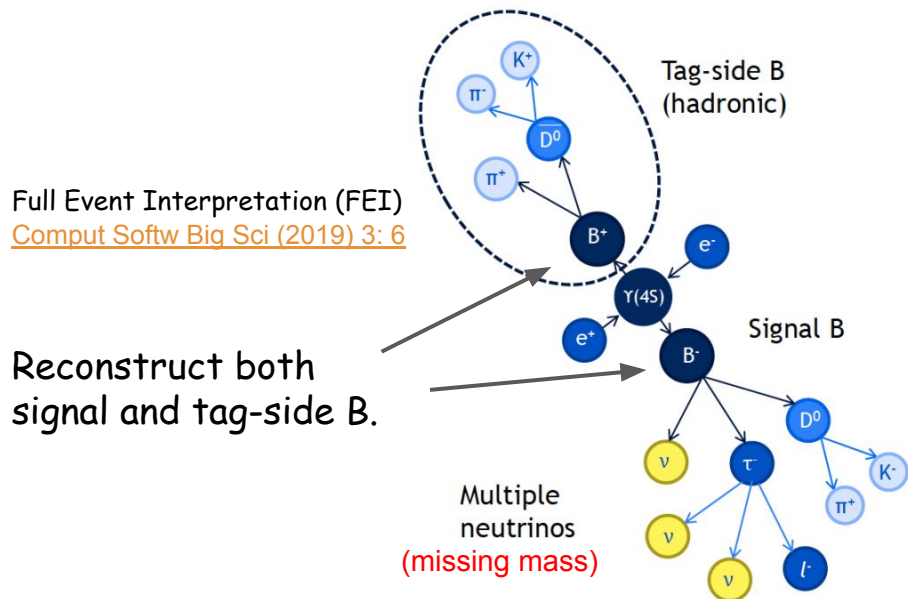 K⁺
Tag-side B
(hadronic)
π⁻
D̅⁰
π⁺
Full Event Interpretation (FEI)
Comput Softw Big Sci (2019) 3: 6
B⁺
e⁻
ϒ(4S)
Signal B
e⁺
B⁻
Reconstruct both
signal and tag-side B.
D⁰
ν
τ⁻
K⁻
π⁺
Multiple
neutrinos
(missing mass)
ν
ν
l⁻